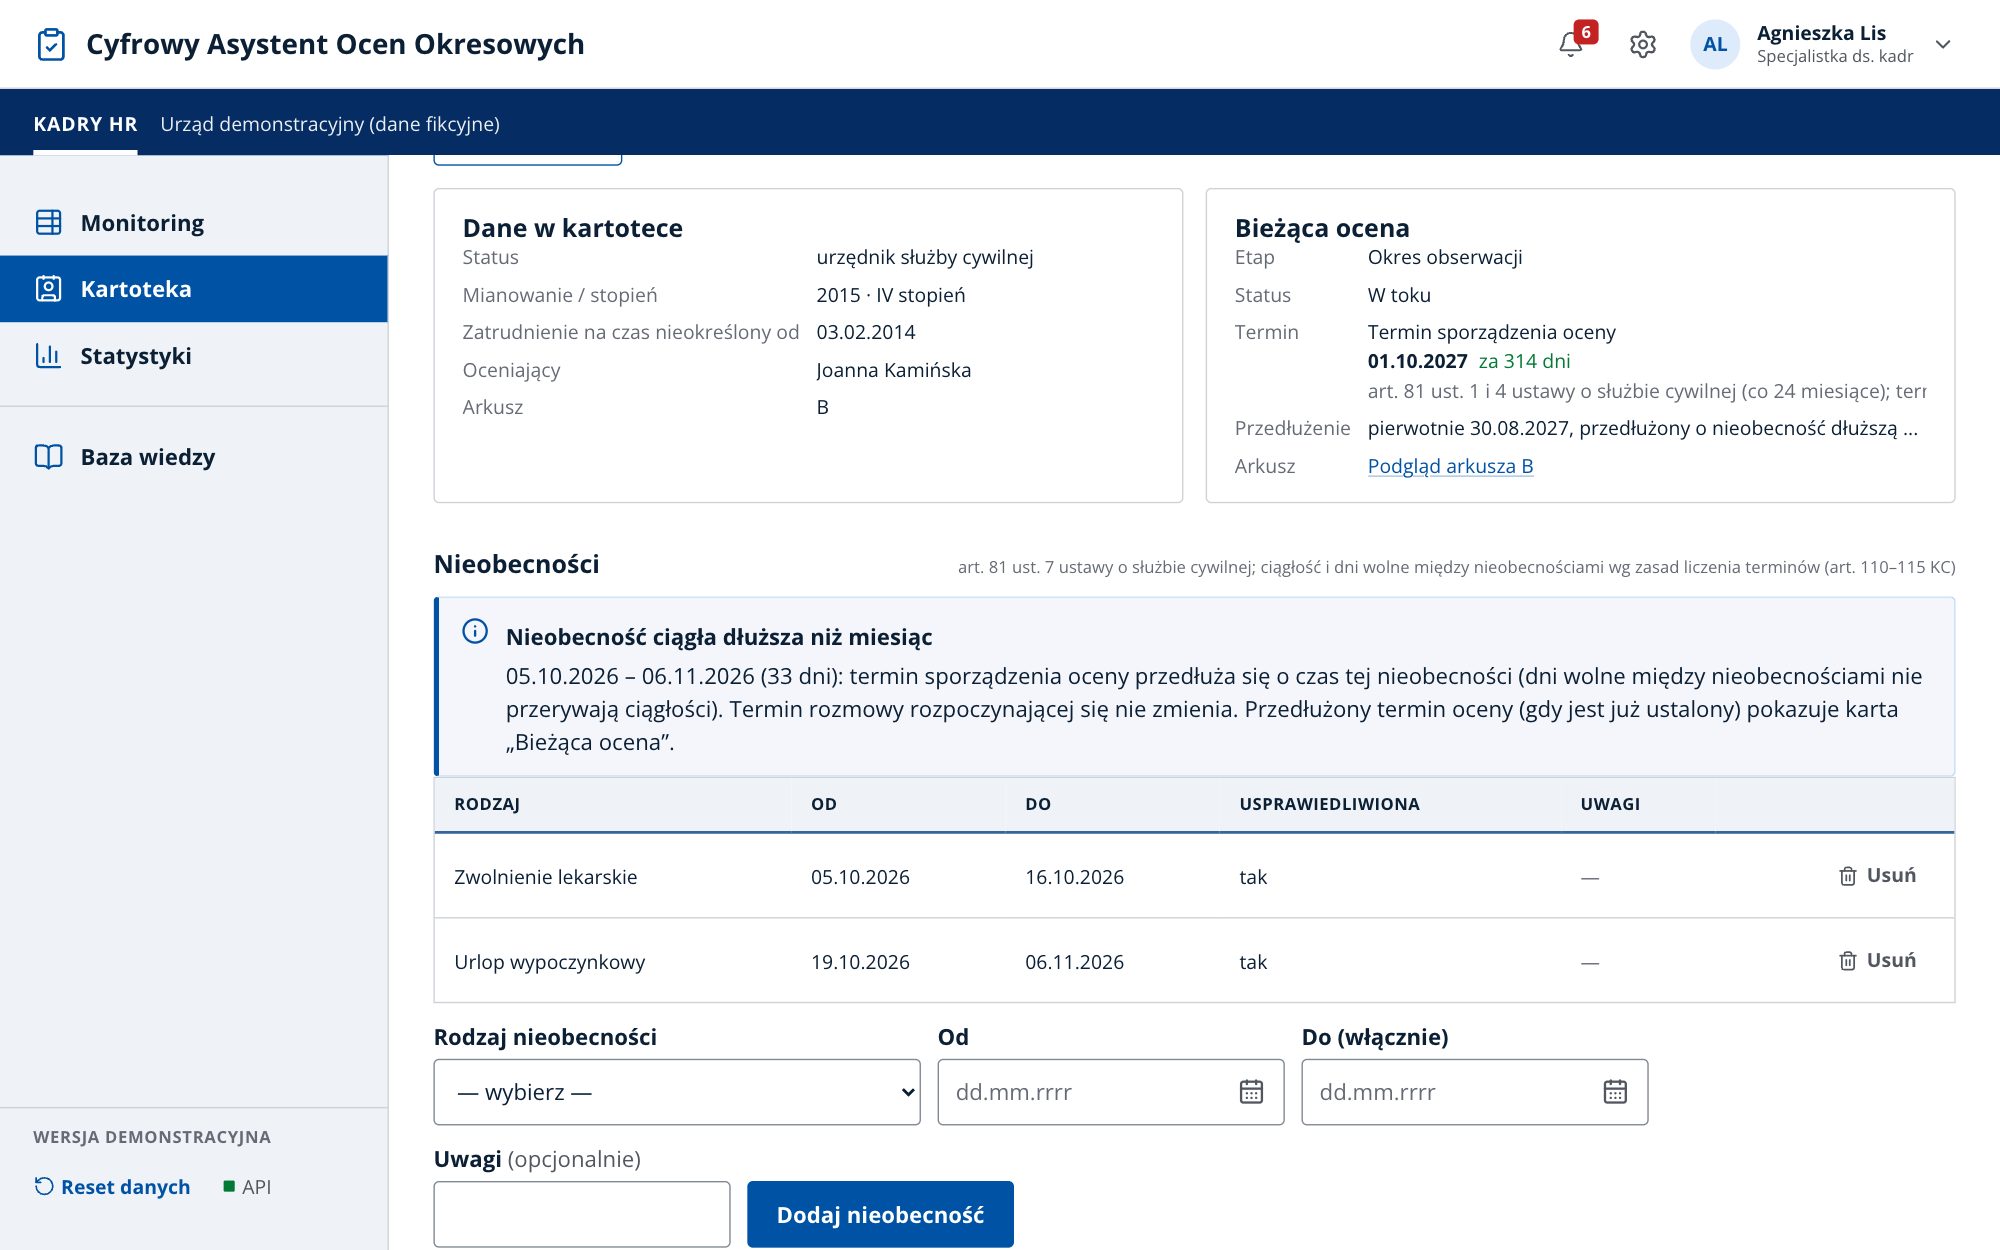 Cyfrowy Asystent Ocen Okresowych
6
AL
Agnieszka Lis
Specjalistka ds. kadr
KADRY HR
Urząd demonstracyjny (dane fikcyjne)
Monitoring
Kartoteka
Statystyki
Baza wiedzy
WERSJA DEMONSTRACYJNA
Reset danych
API
Dane w kartotece
Status urzędnik służby cywilnej
Mianowanie / stopień 2015 · IV stopień
Zatrudnienie na czas nieokreślony od 03.02.2014
Oceniający Joanna Kamińska
Arkusz B
Bieżąca ocena
Etap Okres obserwacji
Status W toku
Termin Termin sporządzenia oceny
01.10.2027 za 314 dni
art. 81 ust. 1 i 4 ustawy o służbie cywilnej (co 24 miesiące);
Przedłużenie pierwotnie 30.08.2027, przedłużony o nieobecność dłuższą ...
Arkusz Podgląd arkusza B
Nieobecności
art. 81 ust. 7 ustawy o służbie cywilnej; ciągłość i dni wolne między nieobecnościami wg zasad liczenia terminów (art. 110–115 KC)
Nieobecność ciągła dłuższa niż miesiąc
05.10.2026 – 06.11.2026 (33 dni): termin sporządzenia oceny przedłuża się o czas tej nieobecności (dni wolne między nieobecnościami nie
przerywają ciągłości). Termin rozmowy rozpoczynającej się nie zmienia. Przedłużony termin oceny (gdy jest już ustalony) pokazuje karta
„Bieżąca ocena”.
RODZAJ OD DO USPRAWIEDLIWIONA UWAGI
Zwolnienie lekarskie 05.10.2026 16.10.2026 tak — Usuń
Urlop wypoczynkowy 19.10.2026 06.11.2026 tak — Usuń
Rodzaj nieobecności Od Do (włącznie)
— wybierz — dd.mm.rrrr dd.mm.rrrr
Uwagi (opcjonalnie)
Dodaj nieobecność